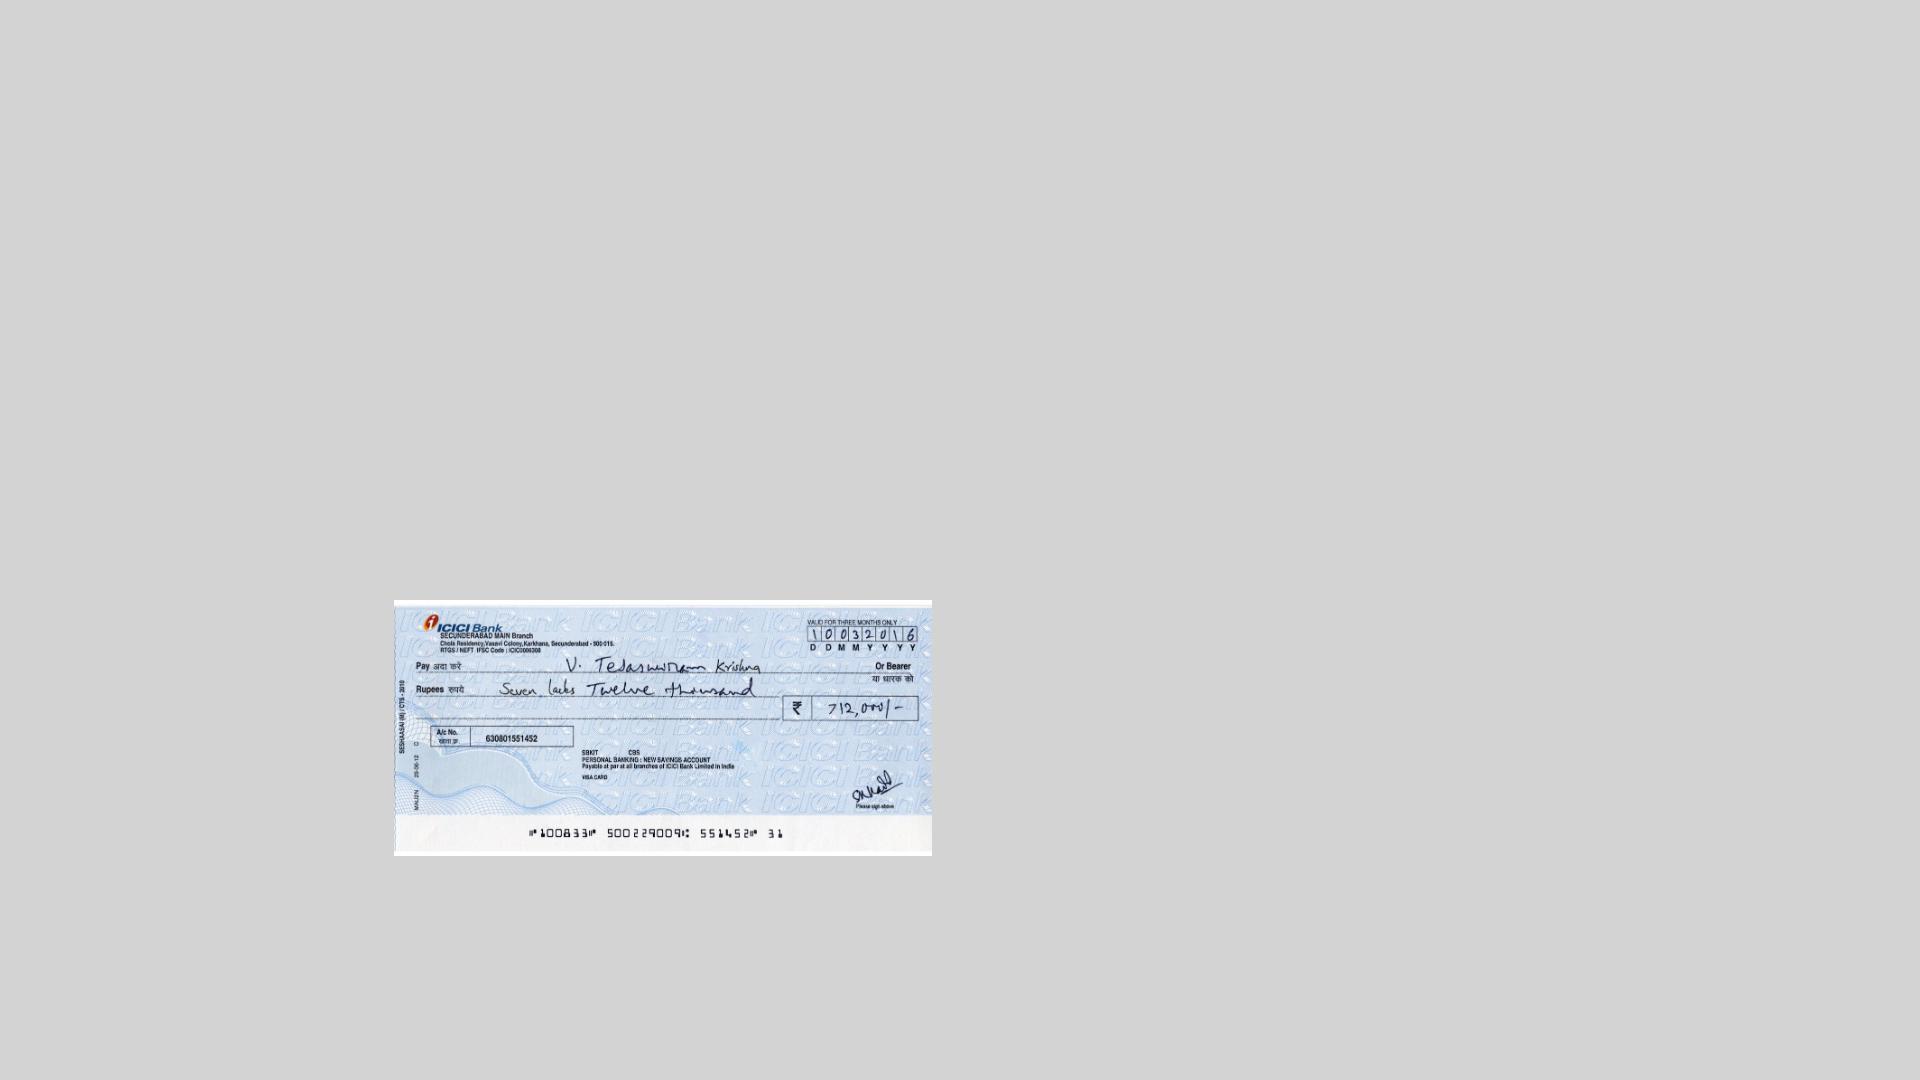 ICICI Bank
SECUNDERABAD MAIN Branch
Chola Residency, Vasavi Colony, Karkhana, Secunderabad - 500 015.
RTGS / NEFT IFSC Code : ICIC0006308
VALID FOR THREE MONTHS ONLY
1 0 0 3 2 0 1 6
D D M M Y Y Y Y
Pay अदा करे V. Krishna Or Bearer
या धारक को
Rupees रुपये Seven lacks Twelve thousand
₹ 712,000/-
A/c No. 630801551452
खाता क्र.
SBKIT CBS
PERSONAL BANKING : NEW SAVINGS ACCOUNT
Payable at par at all branches of ICICI Bank Limited in India
VISA CARD
Please sign above
SESHAASAI (M) / CTS - 2010
⑈100833⑈ 500229009⑆ 551452⑈ 31